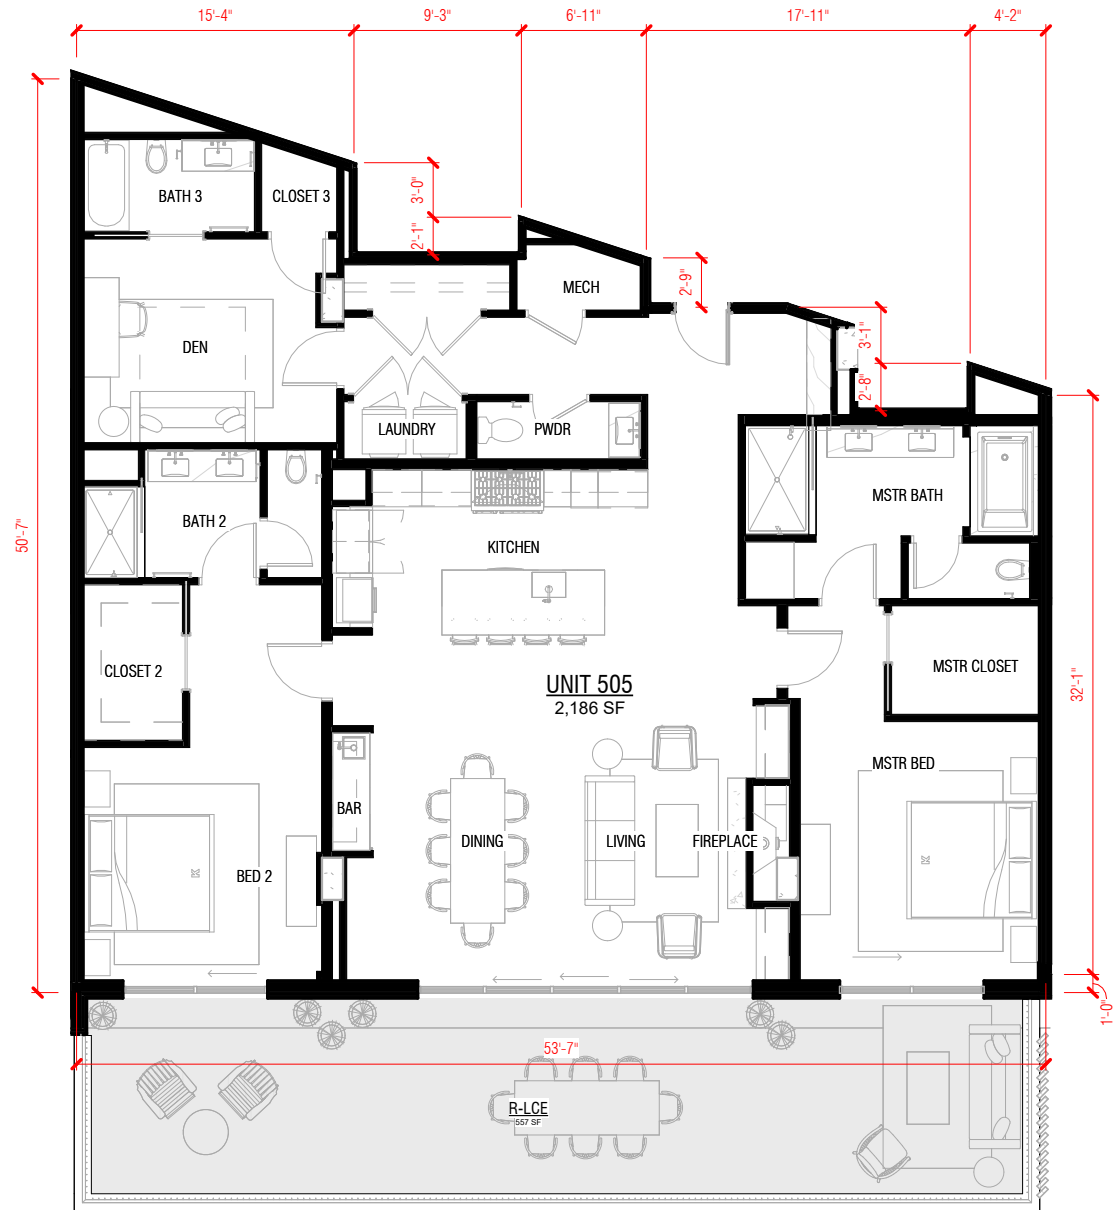 15'-4"
9'-3"
6'-11"
17'-11"
4'-2"
3'-0"
2'-1"
2'-9"
3'-1"
2'-8"
50'-7"
32'-1"
1'-0"
BATH 3
CLOSET 3
MECH
DEN
LAUNDRY
PWDR
MSTR BATH
BATH 2
KITCHEN
CLOSET 2
MSTR CLOSET
UNIT 505
2,186 SF
MSTR BED
BAR
DINING
LIVING
FIREPLACE
BED 2
53'-7"
R-LCE
557 SF